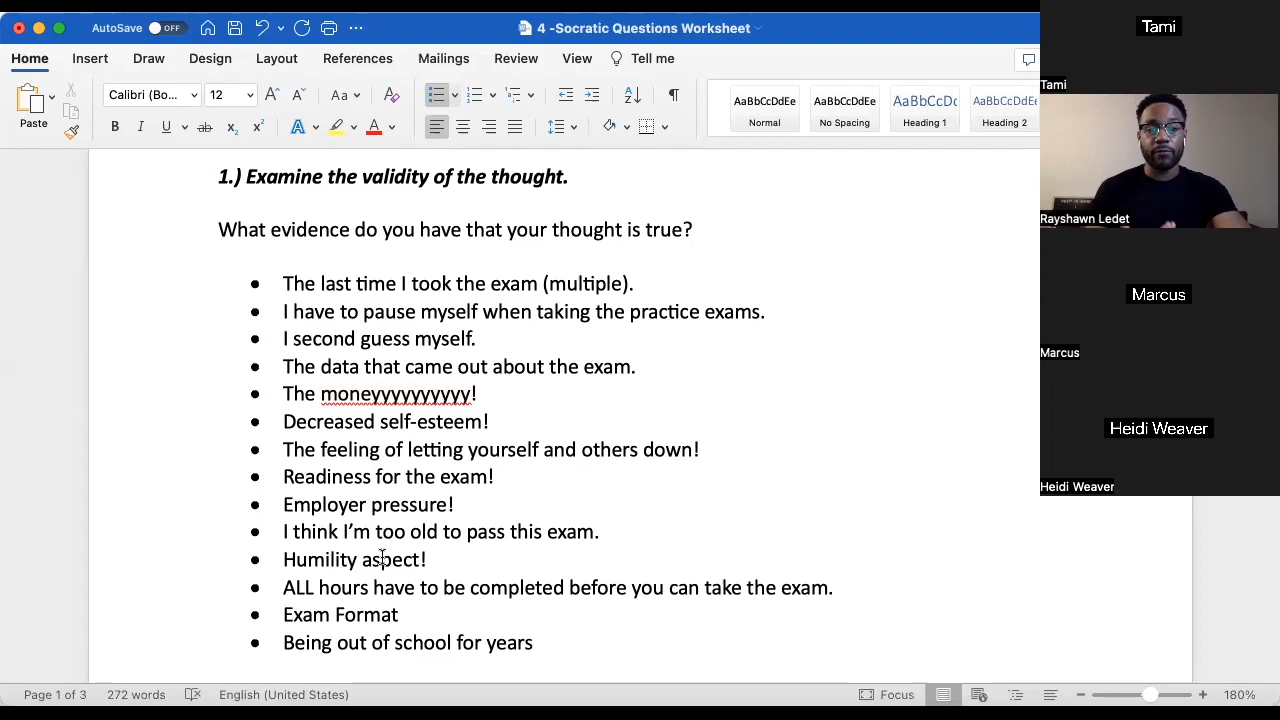 AutoSave OFF
4 -Socratic Questions Worksheet
Home Insert Draw Design Layout References Mailings Review View Tell me
Paste
Calibri (Bo... 12
AaBbCcDdEe
Normal
AaBbCcDdEe
No Spacing
AaBbCcDc
Heading 1
AaBbCcDdEe
Heading 2
1.) Examine the validity of the thought.
What evidence do you have that your thought is true?
• The last time I took the exam (multiple).
• I have to pause myself when taking the practice exams.
• I second guess myself.
• The data that came out about the exam.
• The moneyyyyyyyyyy!
• Decreased self-esteem!
• The feeling of letting yourself and others down!
• Readiness for the exam!
• Employer pressure!
• I think I’m too old to pass this exam.
• Humility aspect!
• ALL hours have to be completed before you can take the exam.
• Exam Format
• Being out of school for years
Page 1 of 3 272 words English (United States) Focus 180%
Tami
Tami
Rayshawn Ledet
Marcus
Marcus
Heidi Weaver
Heidi Weaver